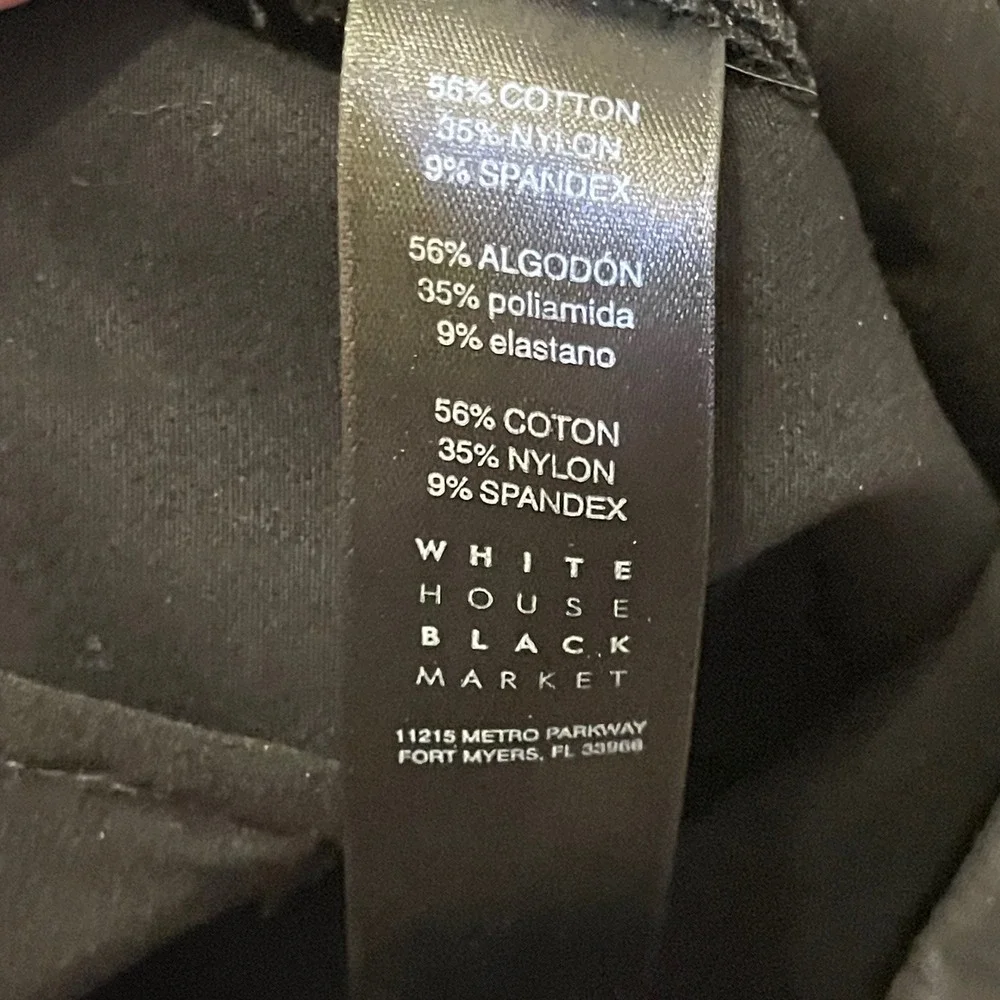 56% COTTON
35% NYLON
9% SPANDEX
56% ALGODÓN
35% poliamida
9% elastano
56% COTON
35% NYLON
9% SPANDEX
WHITE
HOUSE
BLACK
MARKET
11215 METRO PARKWAY
FORT MYERS, FL 33966